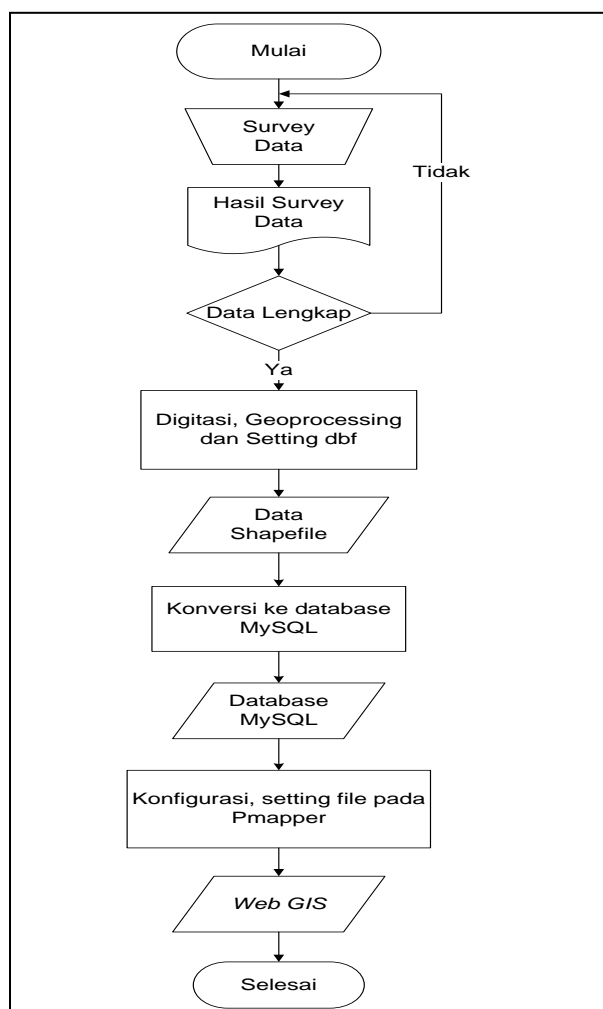 Mulai
Survey
Data
Tidak
Hasil Survey
Data
Data Lengkap
Ya
Digitasi, Geoprocessing
dan Setting dbf
Data
Shapefile
Konversi ke database
MySQL
Database
MySQL
Konfigurasi, setting file pada
Pmapper
Web GIS
Selesai